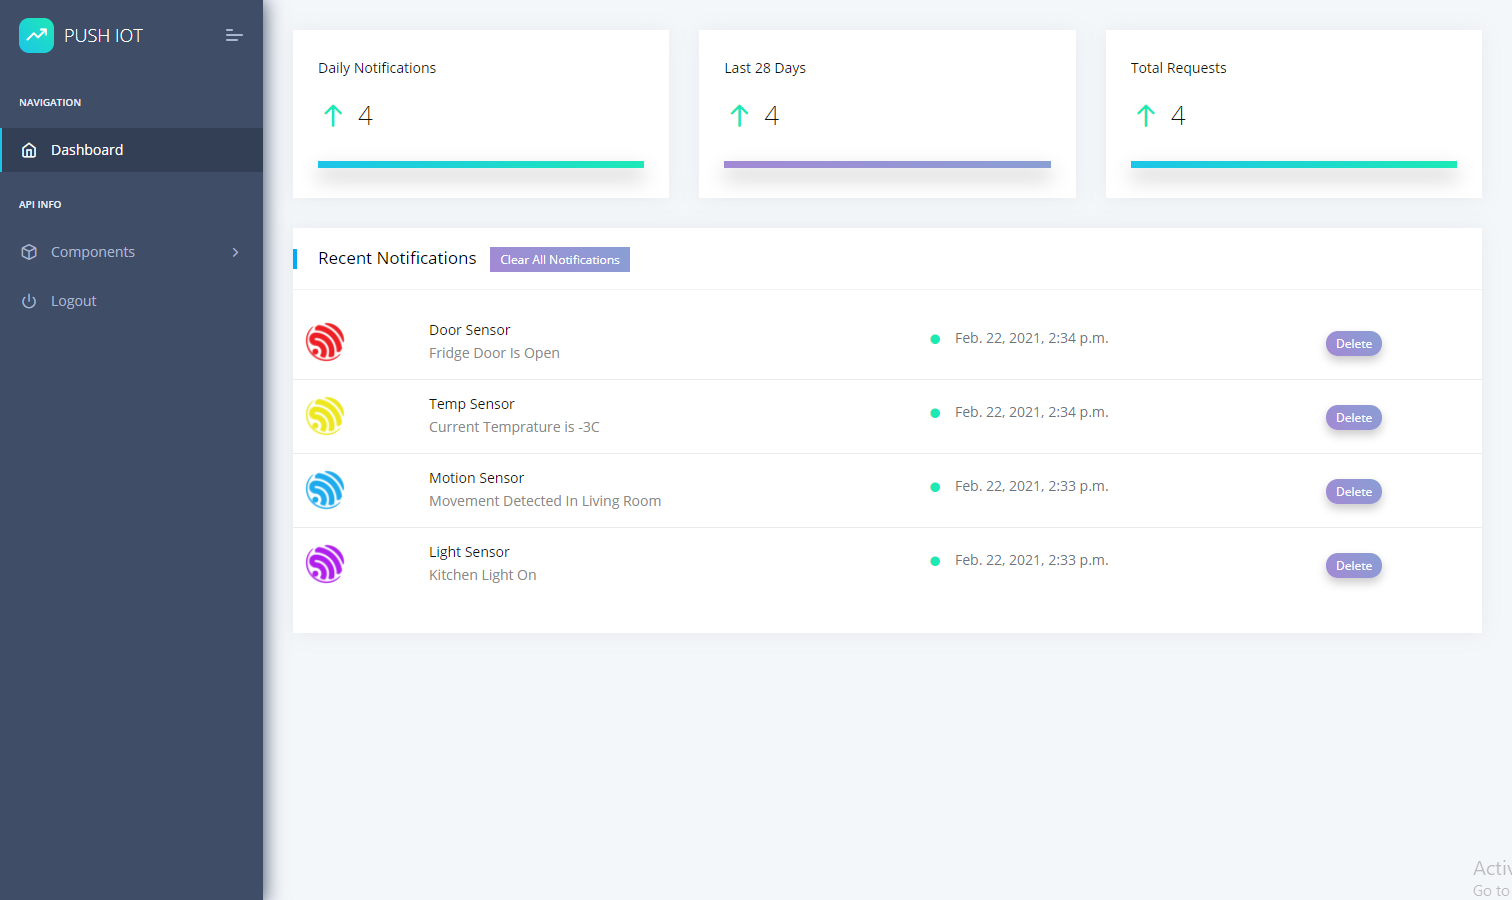 PUSH IOT
NAVIGATION
Dashboard
API INFO
Components
Logout
Daily Notifications
4
Last 28 Days
4
Total Requests
4
Recent Notifications Clear All Notifications
Door Sensor
Fridge Door Is Open
Feb. 22, 2021, 2:34 p.m.
Delete
Temp Sensor
Current Temprature is -3C
Feb. 22, 2021, 2:34 p.m.
Delete
Motion Sensor
Movement Detected In Living Room
Feb. 22, 2021, 2:33 p.m.
Delete
Light Sensor
Kitchen Light On
Feb. 22, 2021, 2:33 p.m.
Delete
Go to